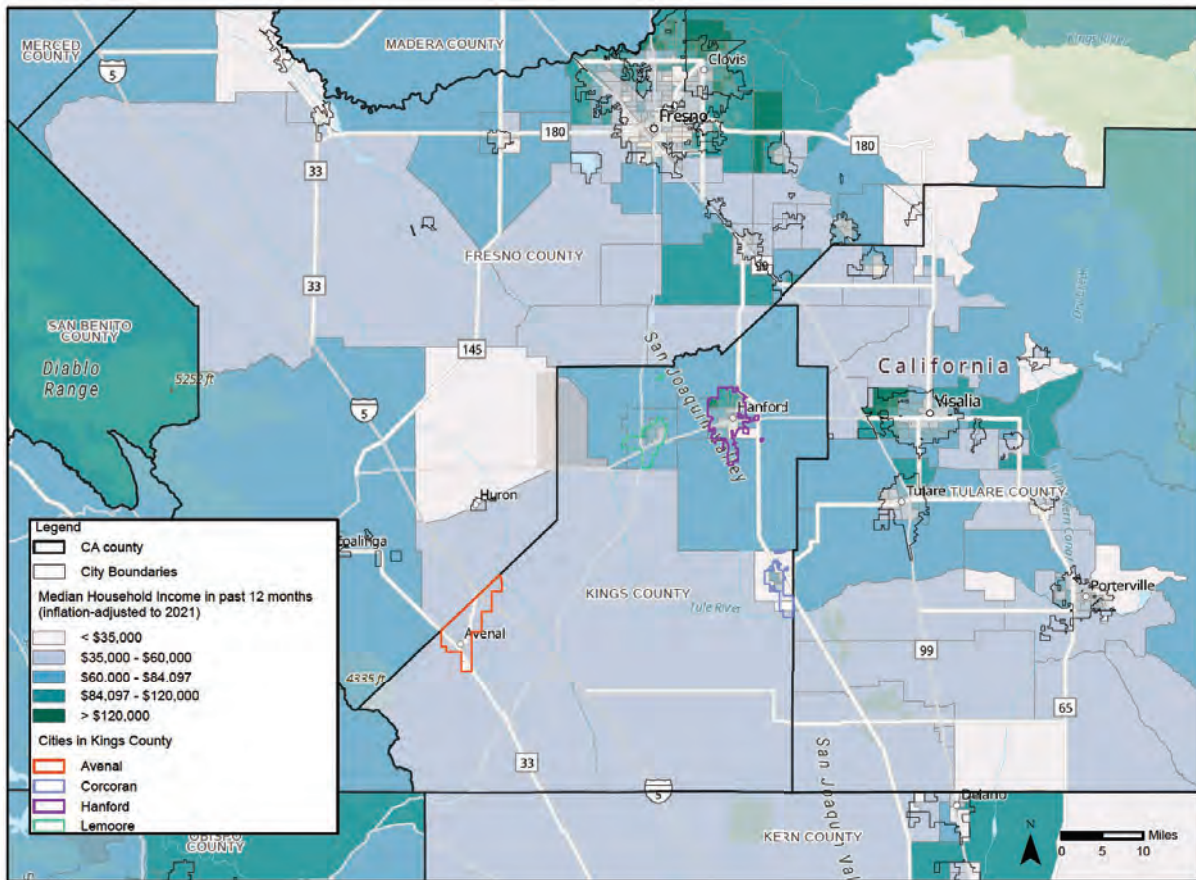 MERCED
COUNTY
MADERA COUNTY
Kings River
5
Clovis
Fresno
180
180
33
33
FRESNO COUNTY
99
SAN BENITO
COUNTY
Diablo
Range
5252 ft
145
San Joaquin Valley
California
5
Hanford
Visalia
Huron
Tulare
TULARE COUNTY
Coalinga
KINGS COUNTY
Tule River
Porterville
Avenal
4335 ft
99
65
33
5
San Joaquin Val
Delano
KERN COUNTY
OBISPO
COUNTY
Legend
CA county
City Boundaries
Median Household Income in past 12 months
(inflation-adjusted to 2021)
< $35,000
$35,000 - $60,000
$60,000 - $84,097
$84,097 - $120,000
> $120,000
Cities in Kings County
Avenal
Corcoran
Hanford
Lemoore
N
Miles
0 5 10